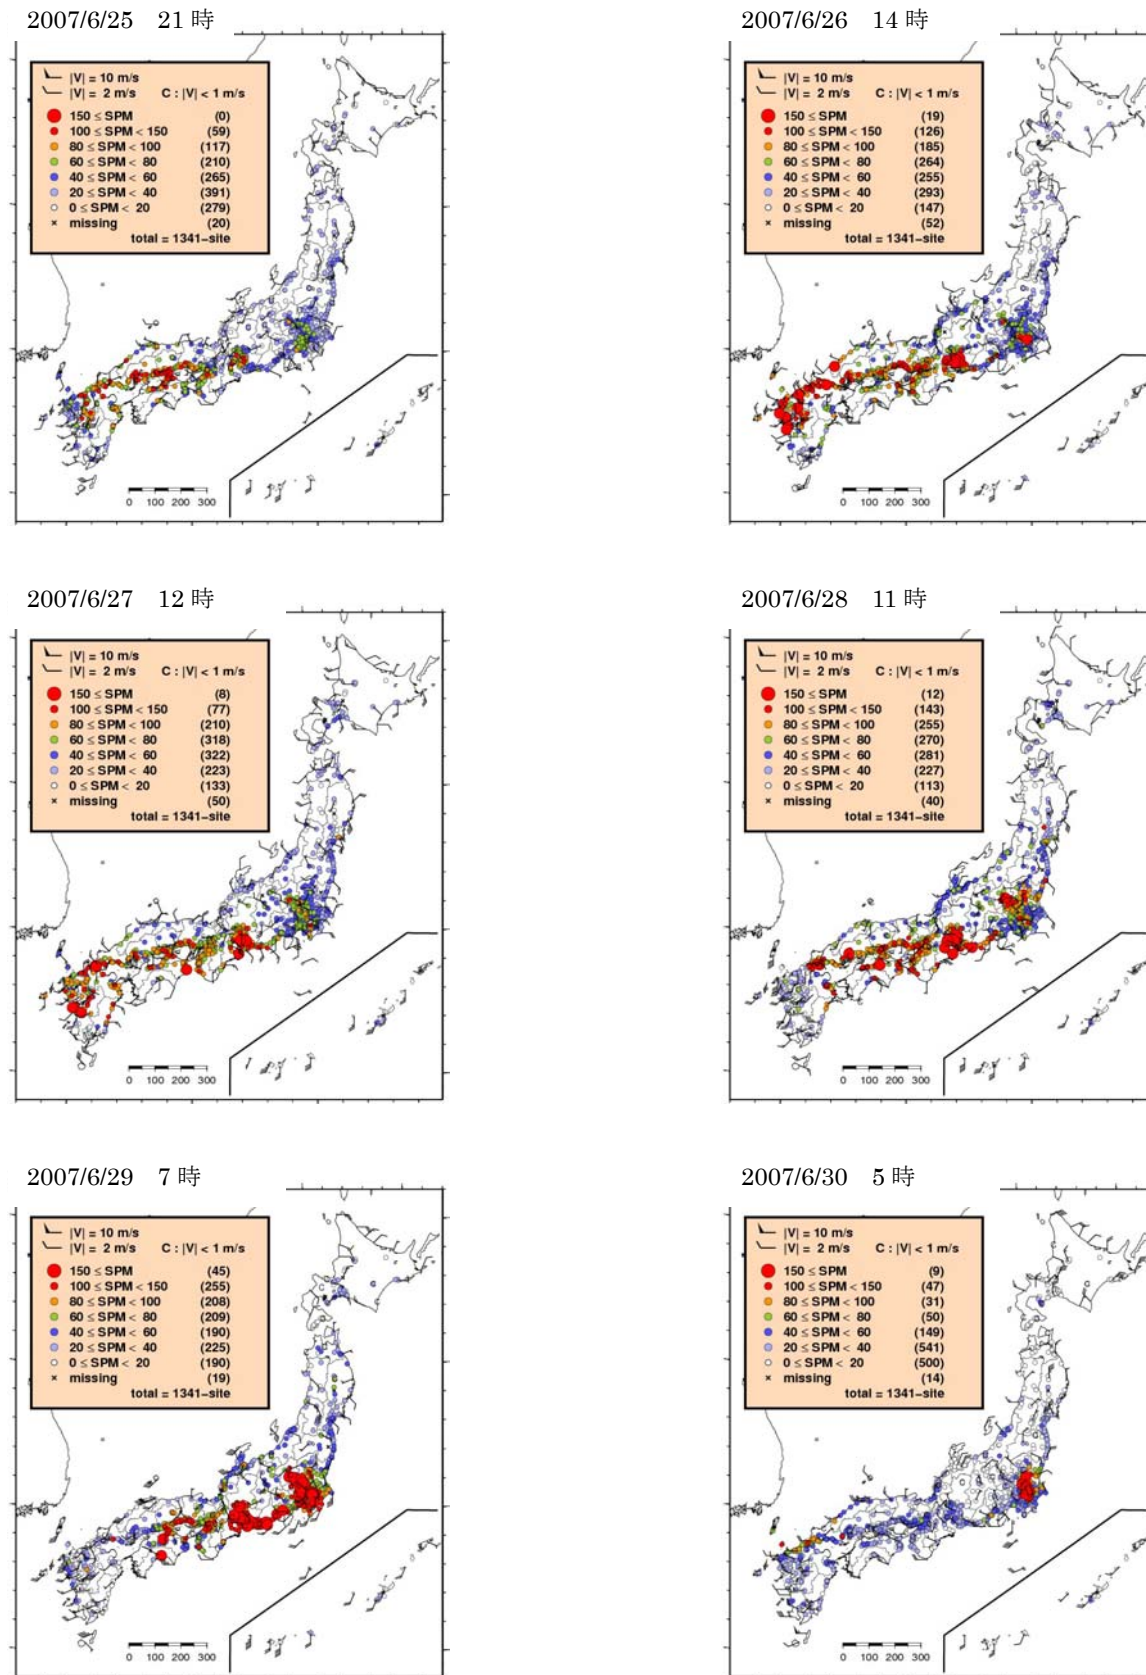 2007/6/25 21 時
|V| = 10 m/s
|V| = 2 m/s C : |V| < 1 m/s
150 ≤ SPM (0)
100 ≤ SPM < 150 (59)
80 ≤ SPM < 100 (117)
60 ≤ SPM < 80 (210)
40 ≤ SPM < 60 (265)
20 ≤ SPM < 40 (391)
0 ≤ SPM < 20 (279)
× missing (20)
total = 1341−site
0 100 200 300
2007/6/26 14 時
|V| = 10 m/s
|V| = 2 m/s C : |V| < 1 m/s
150 ≤ SPM (19)
100 ≤ SPM < 150 (126)
80 ≤ SPM < 100 (185)
60 ≤ SPM < 80 (264)
40 ≤ SPM < 60 (255)
20 ≤ SPM < 40 (293)
0 ≤ SPM < 20 (147)
× missing (52)
total = 1341−site
0 100 200 300
2007/6/27 12 時
|V| = 10 m/s
|V| = 2 m/s C : |V| < 1 m/s
150 ≤ SPM (8)
100 ≤ SPM < 150 (77)
80 ≤ SPM < 100 (210)
60 ≤ SPM < 80 (318)
40 ≤ SPM < 60 (322)
20 ≤ SPM < 40 (223)
0 ≤ SPM < 20 (133)
× missing (50)
total = 1341−site
0 100 200 300
2007/6/28 11 時
|V| = 10 m/s
|V| = 2 m/s C : |V| < 1 m/s
150 ≤ SPM (12)
100 ≤ SPM < 150 (143)
80 ≤ SPM < 100 (255)
60 ≤ SPM < 80 (270)
40 ≤ SPM < 60 (281)
20 ≤ SPM < 40 (227)
0 ≤ SPM < 20 (113)
× missing (40)
total = 1341−site
0 100 200 300
2007/6/29 7 時
|V| = 10 m/s
|V| = 2 m/s C : |V| < 1 m/s
150 ≤ SPM (45)
100 ≤ SPM < 150 (255)
80 ≤ SPM < 100 (208)
60 ≤ SPM < 80 (209)
40 ≤ SPM < 60 (190)
20 ≤ SPM < 40 (225)
0 ≤ SPM < 20 (190)
× missing (19)
total = 1341−site
0 100 200 300
2007/6/30 5 時
|V| = 10 m/s
|V| = 2 m/s C : |V| < 1 m/s
150 ≤ SPM (9)
100 ≤ SPM < 150 (47)
80 ≤ SPM < 100 (31)
60 ≤ SPM < 80 (50)
40 ≤ SPM < 60 (149)
20 ≤ SPM < 40 (541)
0 ≤ SPM < 20 (500)
× missing (14)
total = 1341−site
0 100 200 300